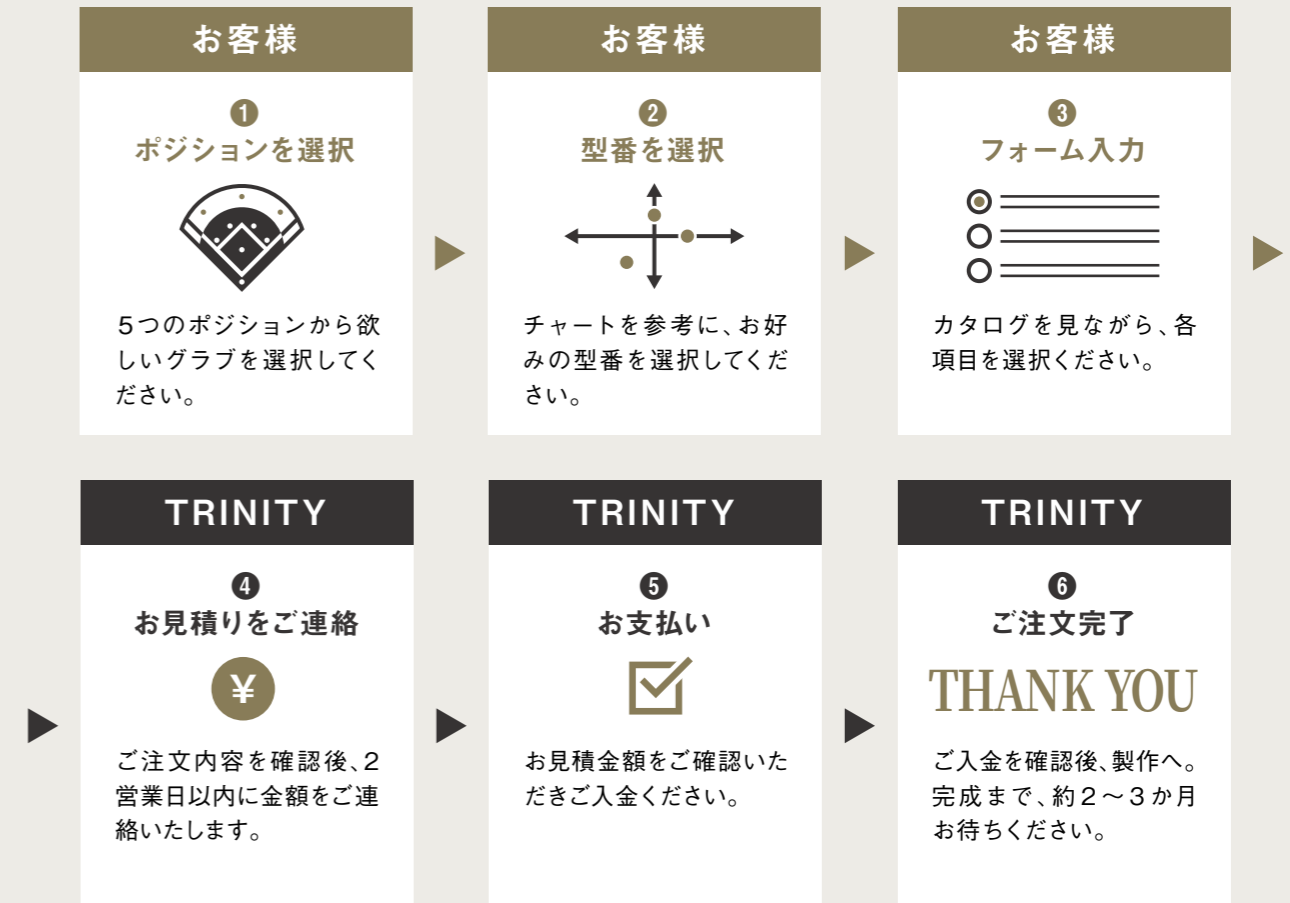 お客様
❶
ポジションを選択
5つのポジションから欲
しいグラブを選択してく
ださい。
お客様
❷
型番を選択
チャートを参考に、お好
みの型番を選択してくだ
さい。
お客様
❸
フォーム入力
カタログを見ながら、各
項目を選択ください。
TRINITY
❹
お見積りをご連絡
¥
ご注文内容を確認後、2
営業日以内に金額をご連
絡いたします。
TRINITY
❺
お支払い
お見積金額をご確認いた
だきご入金ください。
TRINITY
❻
ご注文完了
THANK YOU
ご入金を確認後、製作へ。
完成まで、約2〜3か月
お待ちください。